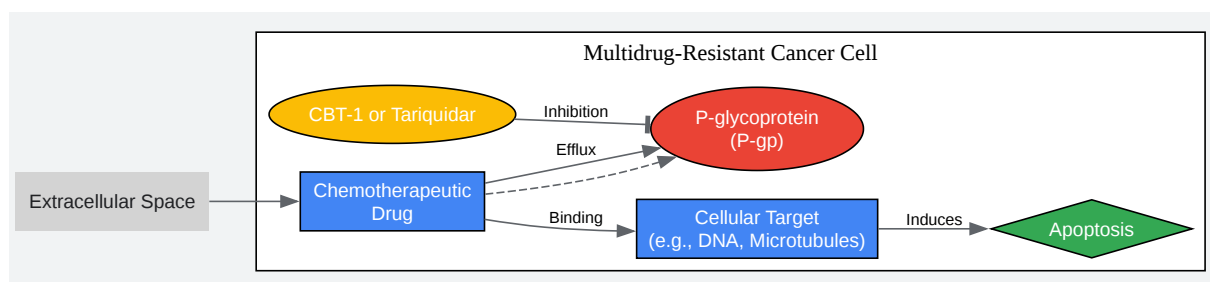 Multidrug-Resistant Cancer Cell
CBT-1 or Tariquidar
Inhibition
P-glycoprotein
(P-gp)
Efflux
Extracellular Space
Chemotherapeutic
Drug
Binding
Cellular Target
(e.g., DNA, Microtubules)
Induces
Apoptosis